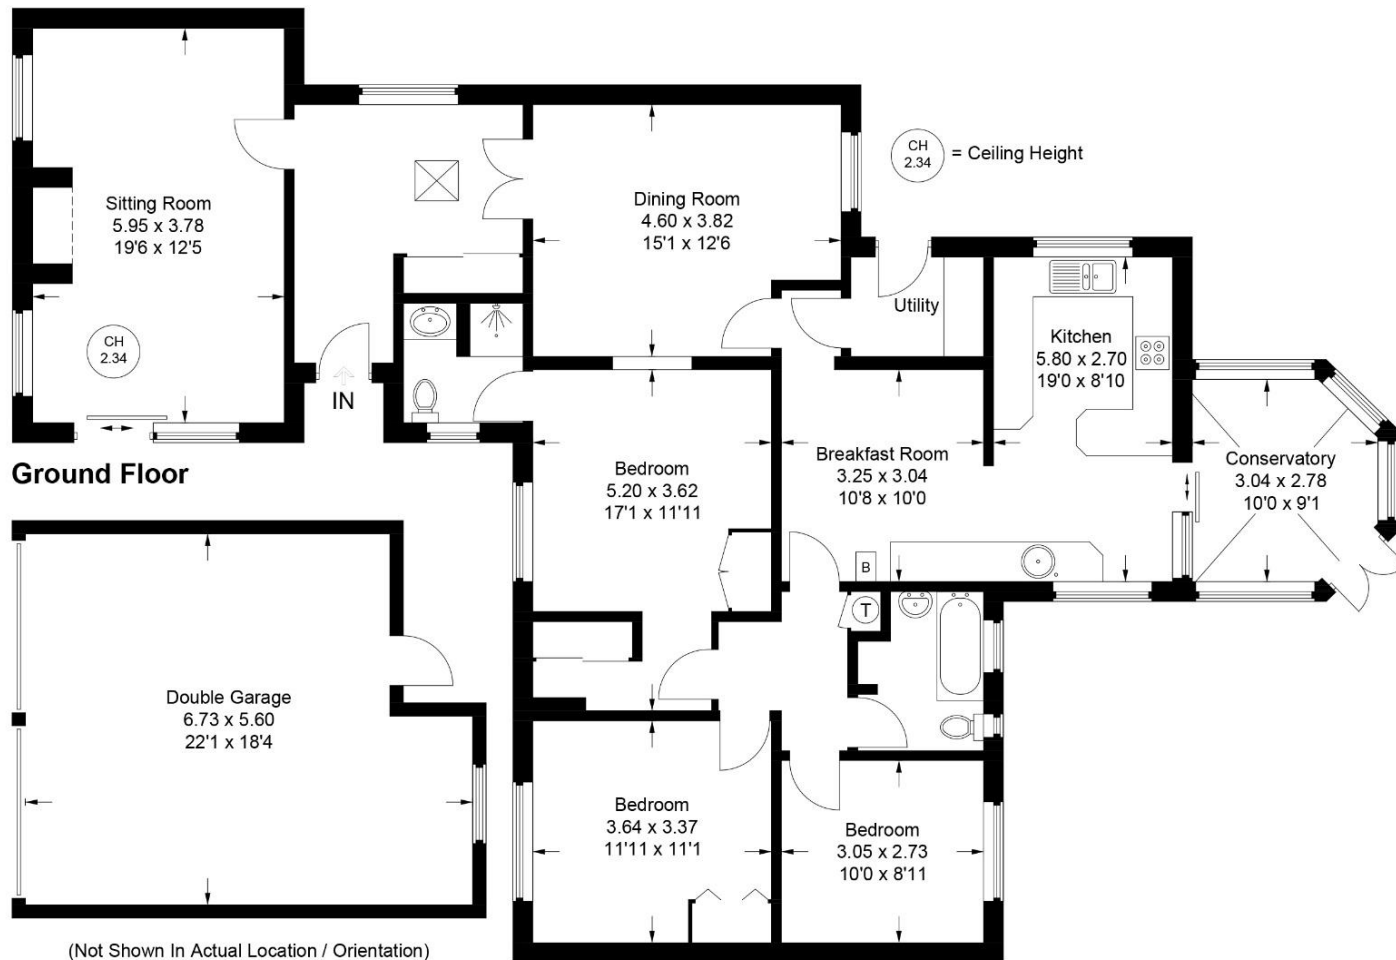 Sitting Room
5.95 x 3.78
19'6 x 12'5
CH
2.34
IN
Dining Room
4.60 x 3.82
15'1 x 12'6
CH
2.34
= Ceiling Height
Utility
Kitchen
5.80 x 2.70
19'0 x 8'10
Breakfast Room
3.25 x 3.04
10'8 x 10'0
Conservatory
3.04 x 2.78
10'0 x 9'1
Bedroom
5.20 x 3.62
17'1 x 11'11
B
T
Ground Floor
Double Garage
6.73 x 5.60
22'1 x 18'4
Bedroom
3.64 x 3.37
11'11 x 11'1
Bedroom
3.05 x 2.73
10'0 x 8'11
(Not Shown In Actual Location / Orientation)